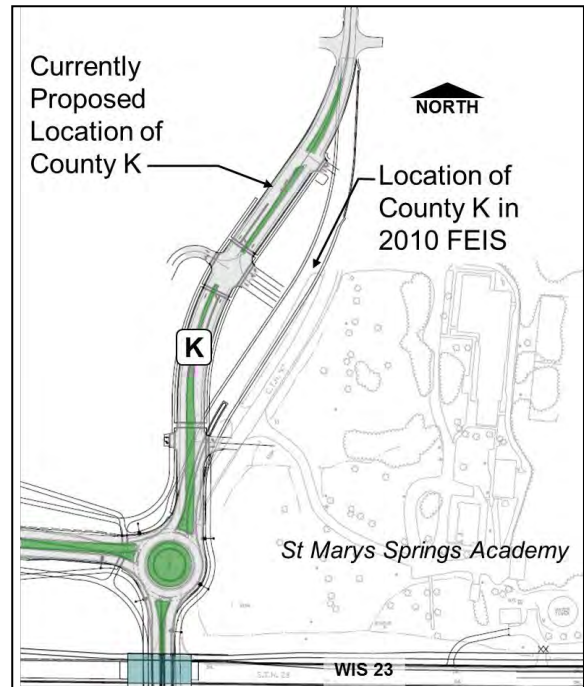 Currently
Proposed
Location of
County K
NORTH
Location of
County K in
2010 FEIS
K
St Marys Springs Academy
WIS 23